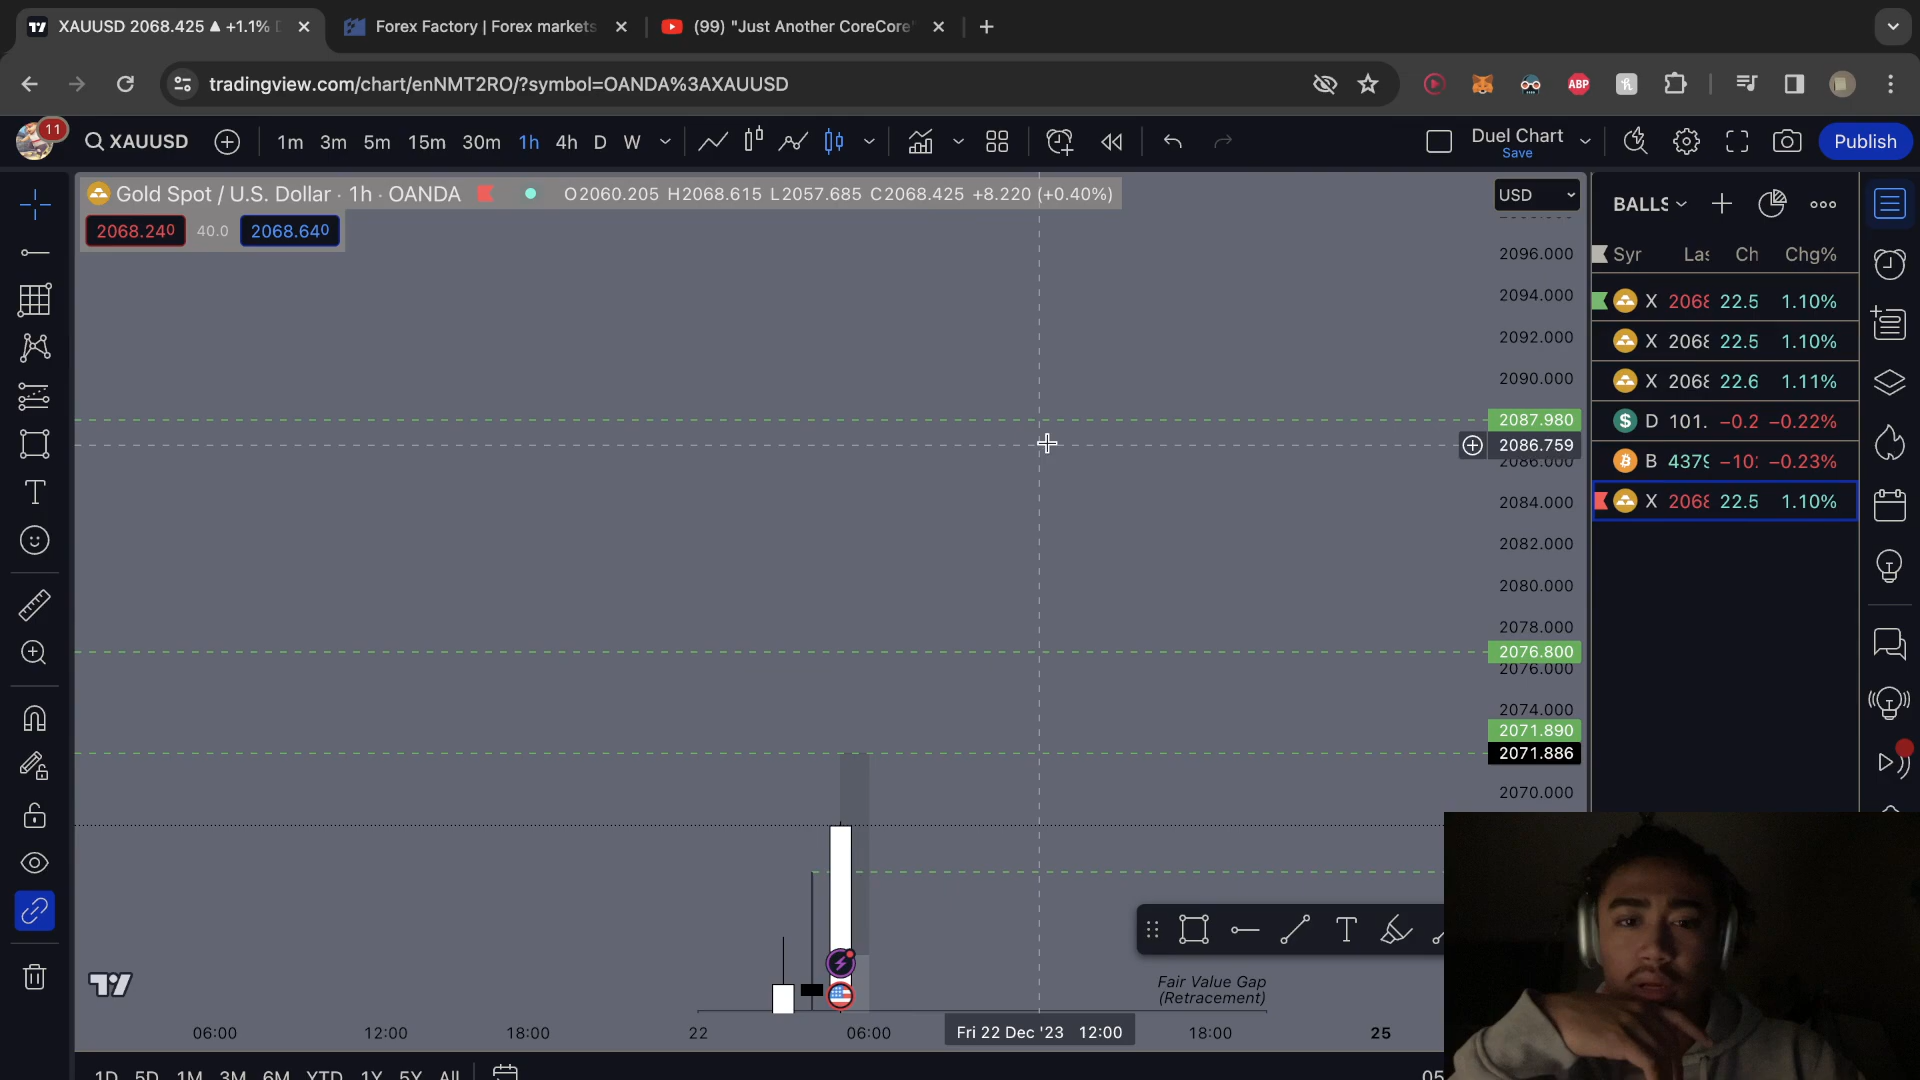 XAUUSD 2068.425 ▲ +1.1%
Forex Factory | Forex markets
(99) "Just Another CoreCore"
tradingview.com/chart/enNMT2RO/?symbol=OANDA%3AXAUUSD
ABP
11
XAUUSD
1m 3m 5m 15m 30m 1h 4h D W
Duel Chart
Save
Publish
Gold Spot / U.S. Dollar · 1h · OANDA
O2060.205 H2068.615 L2057.685 C2068.425 +8.220 (+0.40%)
2068.240 40.0 2068.640
USD
2096.000
2094.000
2092.000
2090.000
2087.980
2086.759
2086.000
2084.000
2082.000
2080.000
2078.000
2076.800
2076.000
2074.000
2071.890
2071.886
2070.000
BALLS
Syr Las Ch Chg%
X 2068 22.5 1.10%
X 2068 22.5 1.10%
X 2068 22.6 1.11%
D 101. −0.2 −0.22%
B 4379 −10 −0.23%
X 2068 22.5 1.10%
Fair Value Gap
(Retracement)
06:00 12:00 18:00 22 06:00 Fri 22 Dec '23 12:00 18:00 25
1D 5D 1M 3M 6M YTD 1Y 5Y All
05